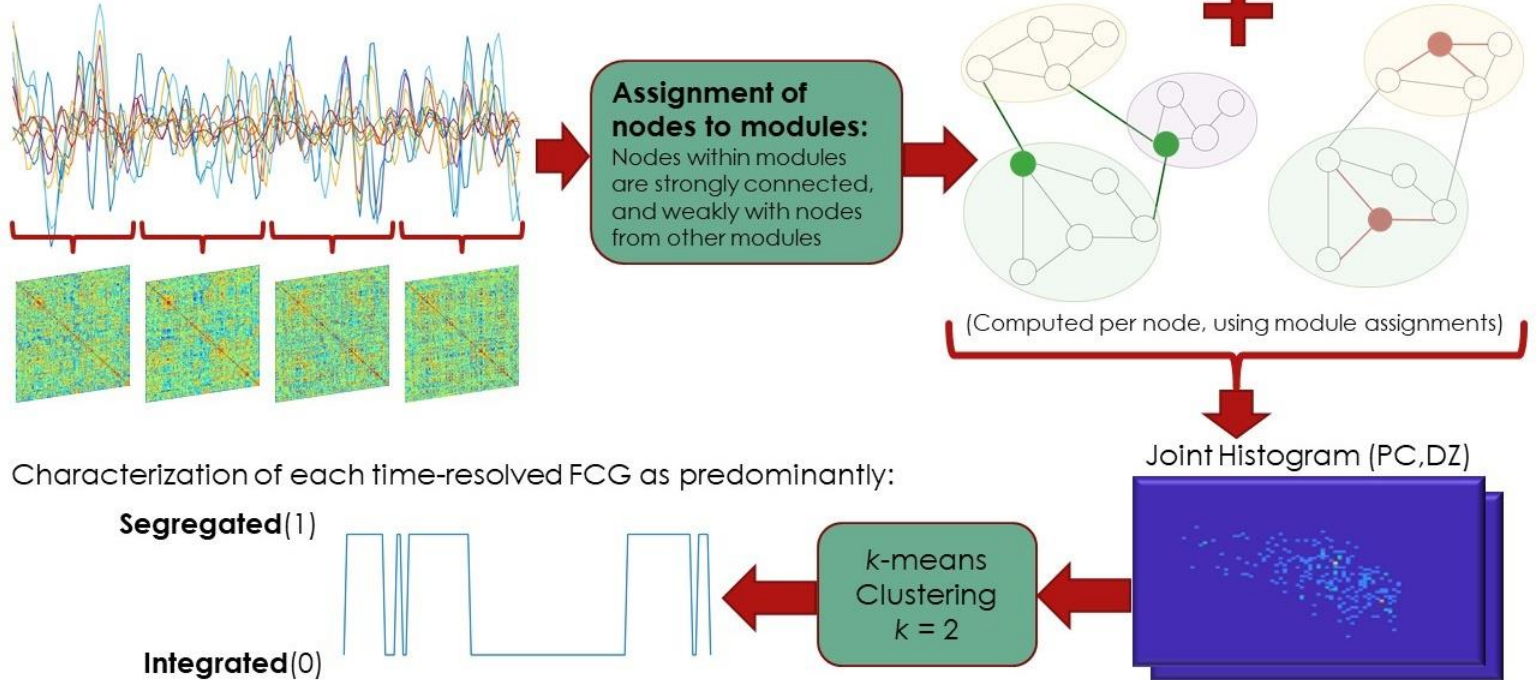 Assignment of
nodes to modules:
Nodes within modules
are strongly connected,
and weakly with nodes
from other modules
(Computed per node, using module assignments)
Joint Histogram (PC,DZ)
Characterization of each time-resolved FCG as predominantly:
Segregated(1)
Integrated(0)
k-means
Clustering
k = 2